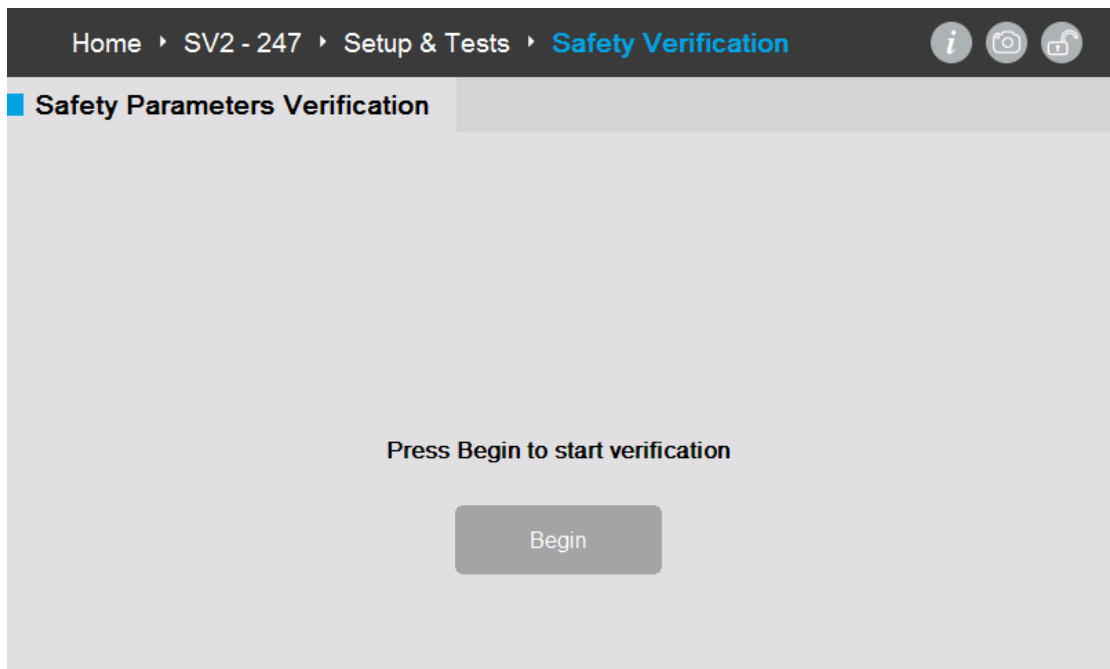 Home ‣ SV2 - 247 ‣ Setup & Tests ‣ Safety Verification
i
Safety Parameters Verification
Press Begin to start verification
Begin